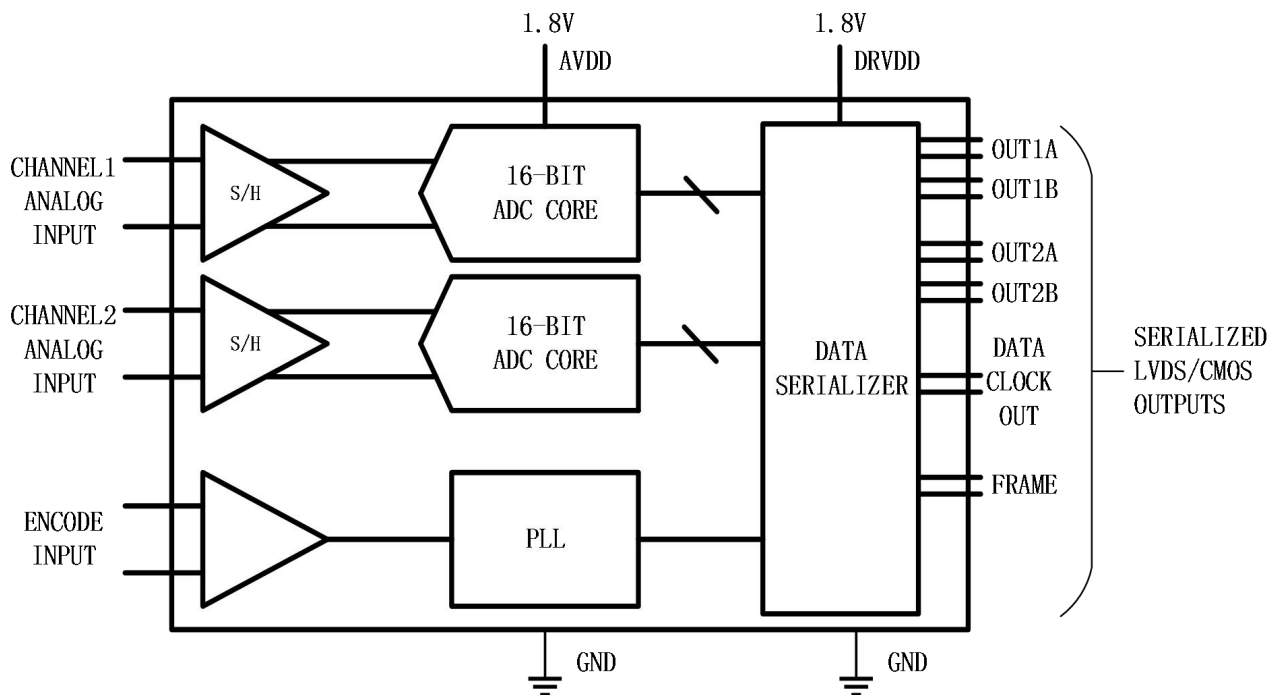 1.8V
AVDD
1.8V
DRVDD
CHANNEL1
ANALOG
INPUT
S/H
16-BIT
ADC CORE
CHANNEL2
ANALOG
INPUT
S/H
16-BIT
ADC CORE
ENCODE
INPUT
PLL
DATA
SERIALIZER
OUT1A
OUT1B
OUT2A
OUT2B
DATA
CLOCK
OUT
FRAME
SERIALIZED
LVDS/CMOS
OUTPUTS
GND
GND